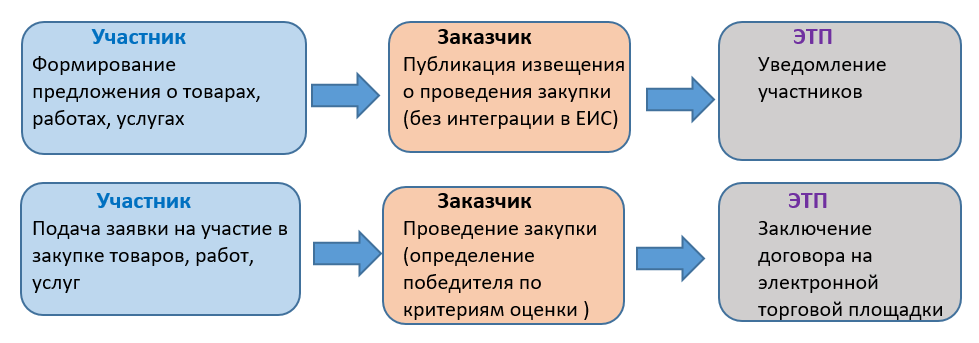 Участник
Формирование
предложения о товарах,
работах, услугах
Заказчик
Публикация извещения
о проведения закупки
(без интеграции в ЕИС)
ЭТП
Уведомление
участников
Участник
Подача заявки на участие в
закупке товаров, работ,
услуг
Заказчик
Проведение закупки
(определение
победителя по
критериям оценки )
ЭТП
Заключение
договора на
электронной
торговой площадки